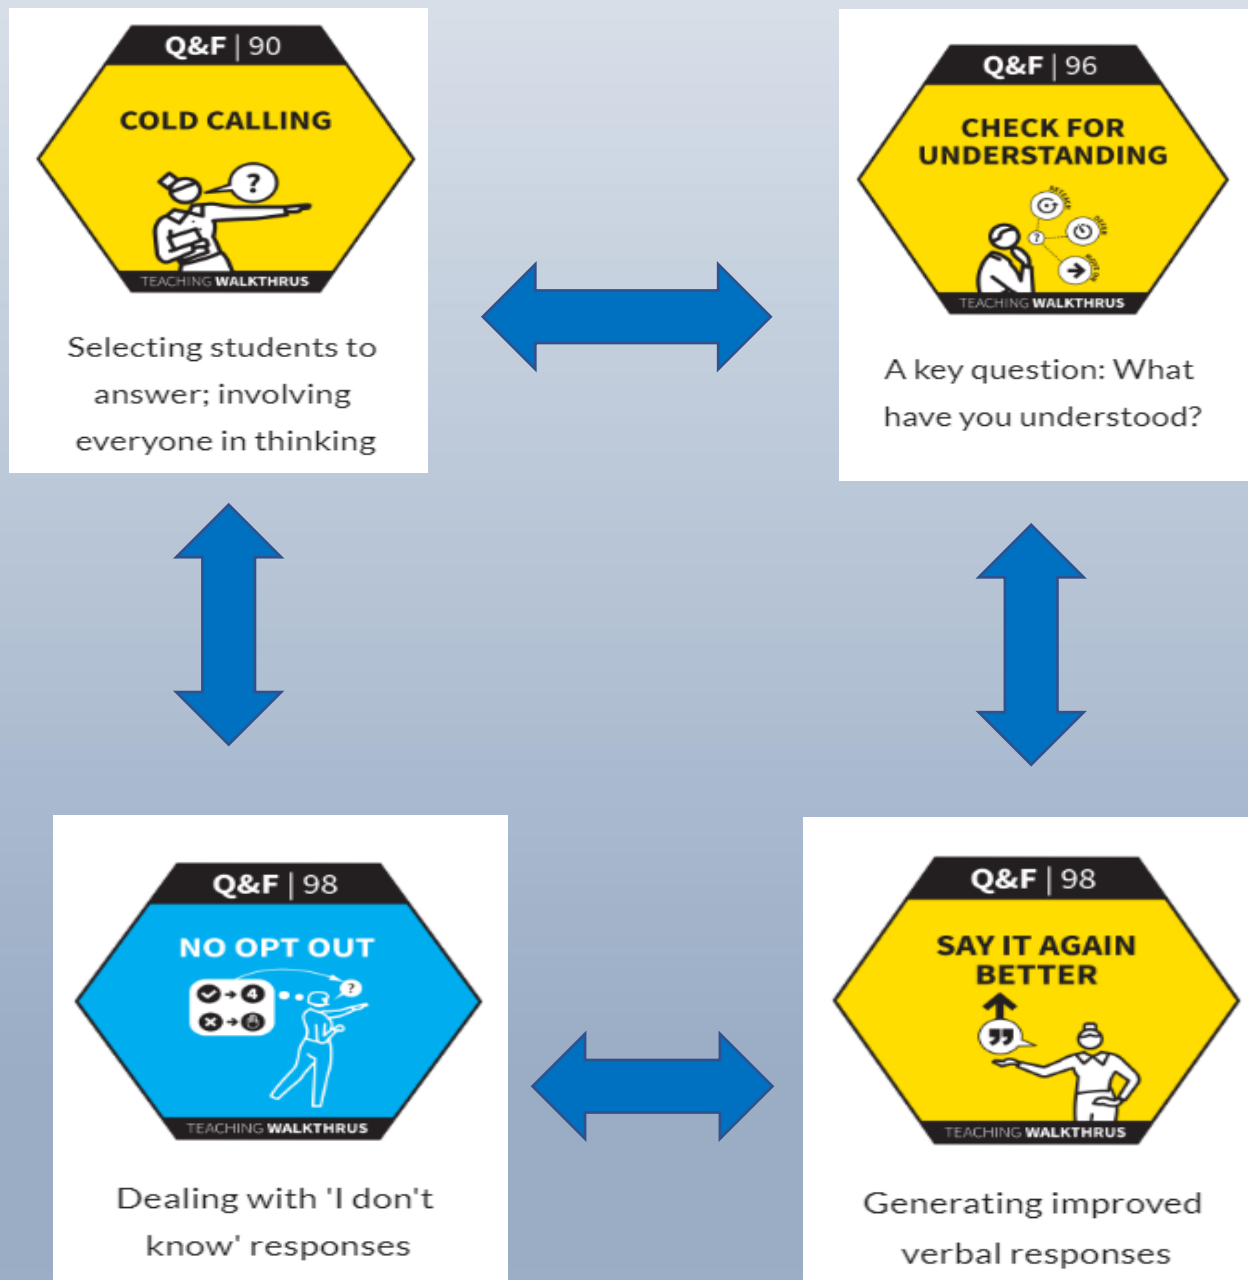 Q&F | 90
COLD CALLING
?
TEACHING WALKTHRUS
Selecting students to
answer; involving
everyone in thinking
Q&F | 96
CHECK FOR
UNDERSTANDING
?
TEACHING WALKTHRUS
A key question: What
have you understood?
Q&F | 98
NO OPT OUT
4
?
TEACHING WALKTHRUS
Dealing with 'I don't
know' responses
Q&F | 98
SAY IT AGAIN
BETTER
”
TEACHING WALKTHRUS
Generating improved
verbal responses